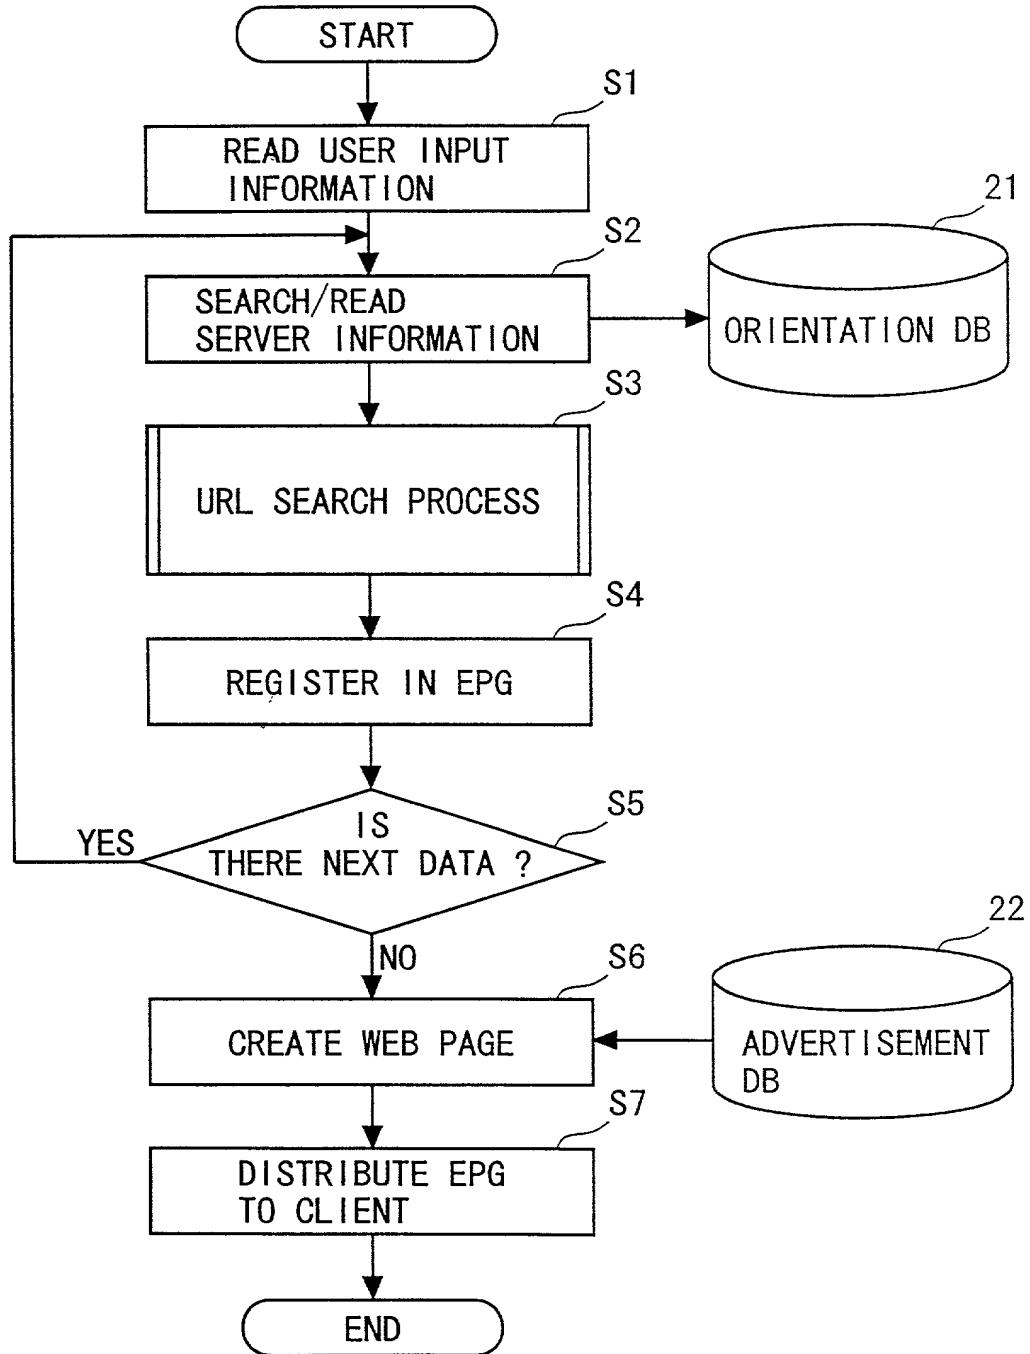 START
S1
READ USER INPUT
INFORMATION
21
S2
SEARCH/READ
SERVER INFORMATION
ORIENTATION DB
S3
URL SEARCH PROCESS
S4
REGISTER IN EPG
S5
IS
THERE NEXT DATA ?
YES
NO
22
S6
CREATE WEB PAGE
ADVERTISEMENT
DB
S7
DISTRIBUTE EPG
TO CLIENT
END